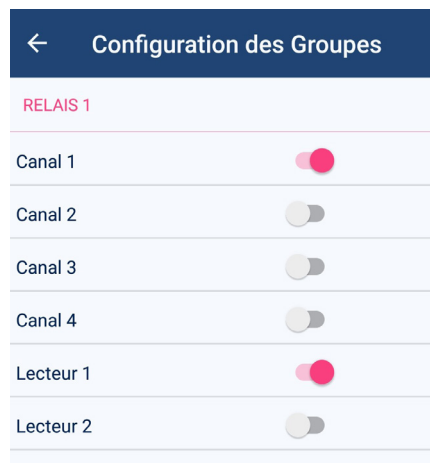 Configuration des Groupes
RELAIS 1
Canal 1
Canal 2
Canal 3
Canal 4
Lecteur 1
Lecteur 2